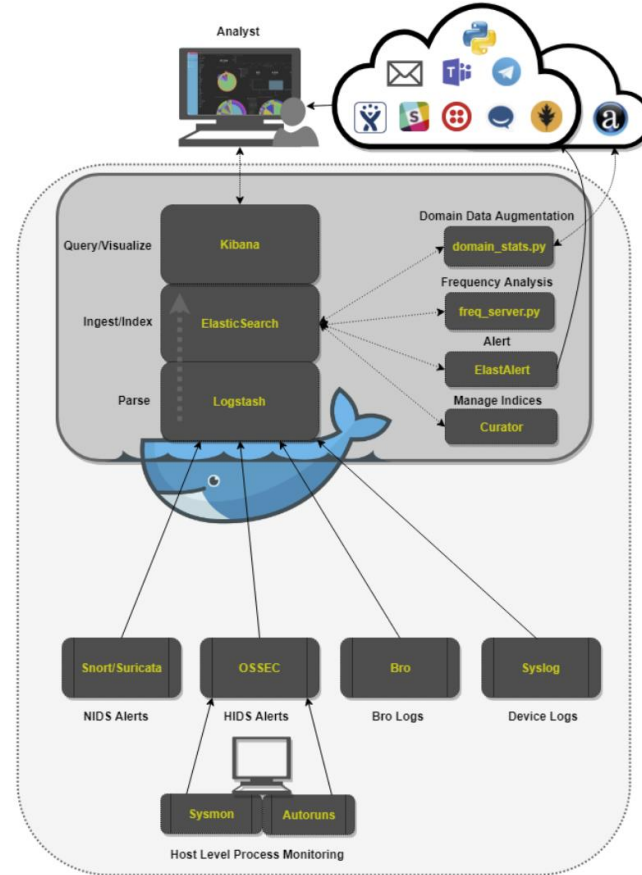 Analyst
Domain Data Augmentation
Query/Visualize
Kibana
domain_stats.py
Frequency Analysis
Ingest/Index
ElasticSearch
freq_server.py
Alert
ElastAlert
Parse
Logstash
Manage Indices
Curator
Snort/Suricata
OSSEC
Bro
Syslog
NIDS Alerts
HIDS Alerts
Bro Logs
Device Logs
Sysmon
Autoruns
Host Level Process Monitoring